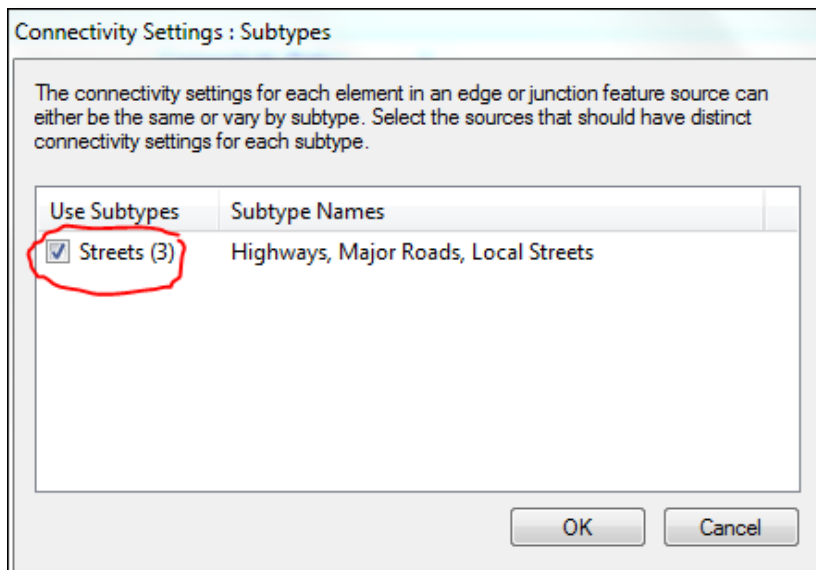 Connectivity Settings : Subtypes
The connectivity settings for each element in an edge or junction feature source can
either be the same or vary by subtype. Select the sources that should have distinct
connectivity settings for each subtype.
Use Subtypes Subtype Names
Streets (3) Highways, Major Roads, Local Streets
OK Cancel